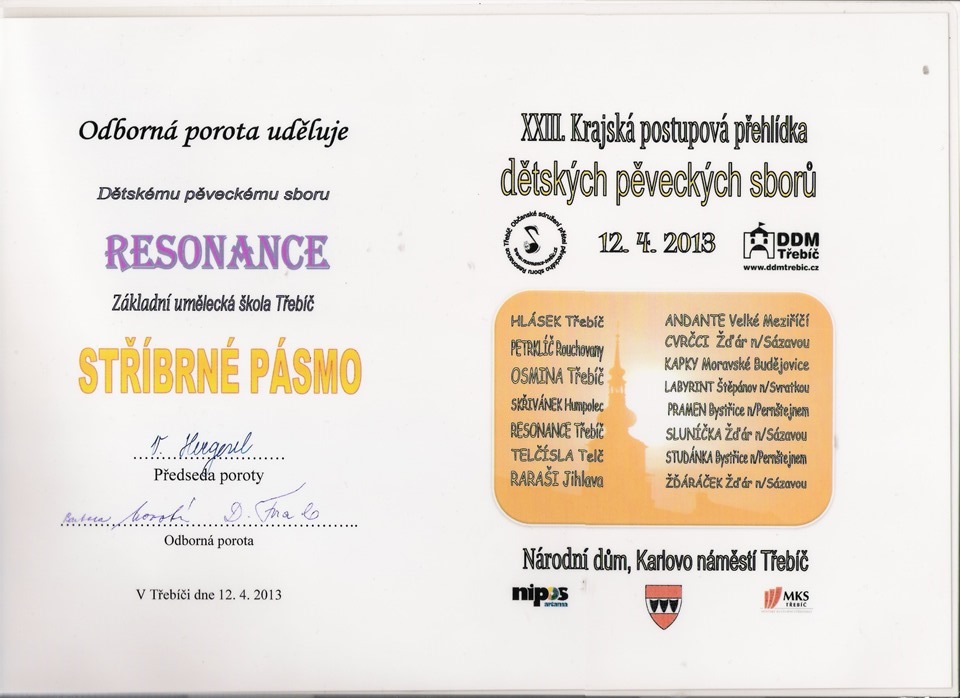 Odborná porota uděluje
Dětskému pěveckému sboru
RESONANCE
Základní umělecká škola Třebíč
STŘÍBRNÉ PÁSMO
Předseda poroty
Odborná porota
V Třebíči dne 12. 4. 2013
XXIII. Krajská postupová přehlídka
dětských pěveckých sborů
12. 4. 2013
DDM
Třebíč
www.ddmtrebic.cz
HLÁSEK Třebíč
PETRKLÍČ Rouchovany
OSMINA Třebíč
SKŘIVÁNEK Humpolec
RESONANCE Třebíč
TELČÍSLA Telč
RARAŠI Jihlava
ANDANTE Velké Meziříčí
CVRČCI Žďár n/Sázavou
KAPKY Moravské Budějovice
LABYRINT Štěpánov n/Svratkou
PRAMEN Bystřice n/Pernštejnem
SLUNÍČKA Žďár n/Sázavou
STUDÁNKA Bystřice n/Pernštejnem
ŽĎÁRÁČEK Žďár n/Sázavou
Národní dům, Karlovo náměstí Třebíč
nipos
artama
MKS
TŘEBÍČ